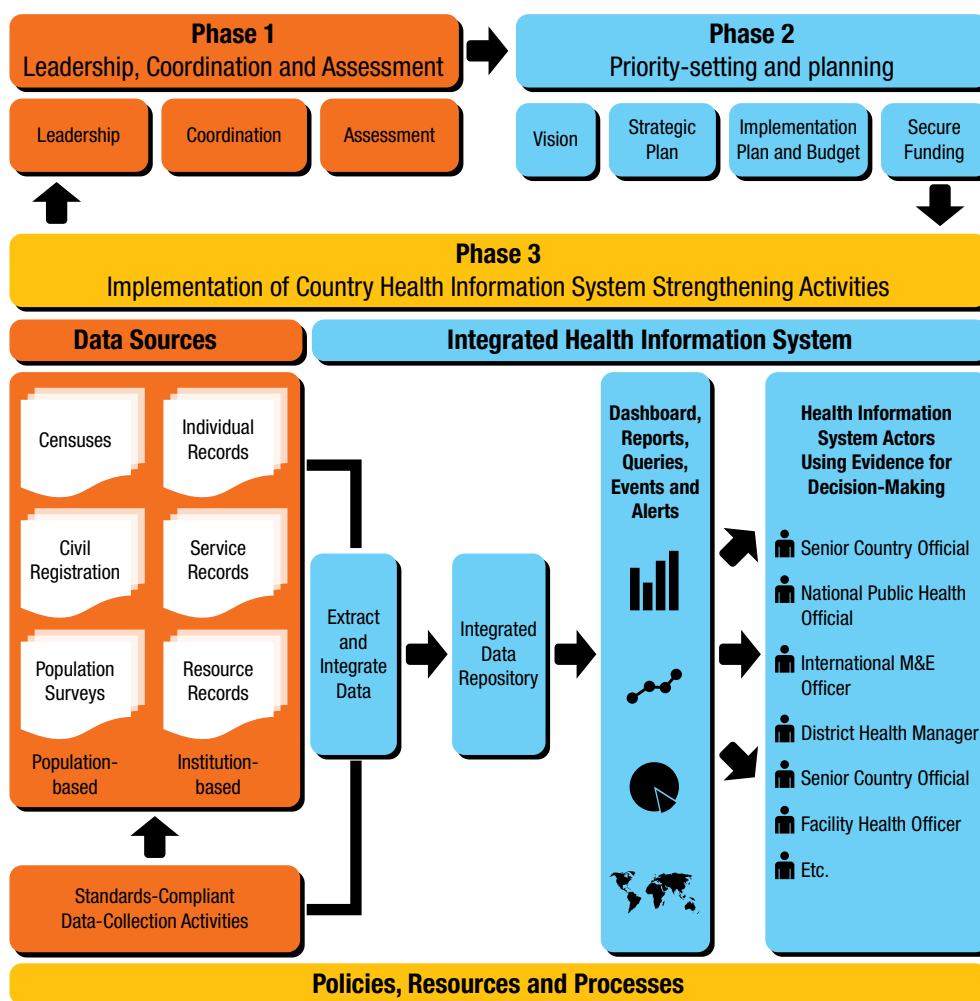 Phase 1
Leadership, Coordination and Assessment
Phase 2
Priority-setting and planning
Leadership
Coordination
Assessment
Vision
Strategic
Plan
Implementation
Plan and Budget
Secure
Funding
Phase 3
Implementation of Country Health Information System Strengthening Activities
Data Sources
Integrated Health Information System
Censuses
Individual
Records
Civil
Registration
Service
Records
Population
Surveys
Resource
Records
Population-
based
Institution-
based
Standards-Compliant
Data-Collection Activities
Extract
and
Integrate
Data
Integrated
Data
Repository
Dashboard,
Reports,
Queries,
Events and
Alerts
Health Information
System Actors
Using Evidence for
Decision-Making
Senior Country Official
National Public Health
Official
International M&E
Officer
District Health Manager
Senior Country Official
Facility Health Officer
Etc.
Policies, Resources and Processes